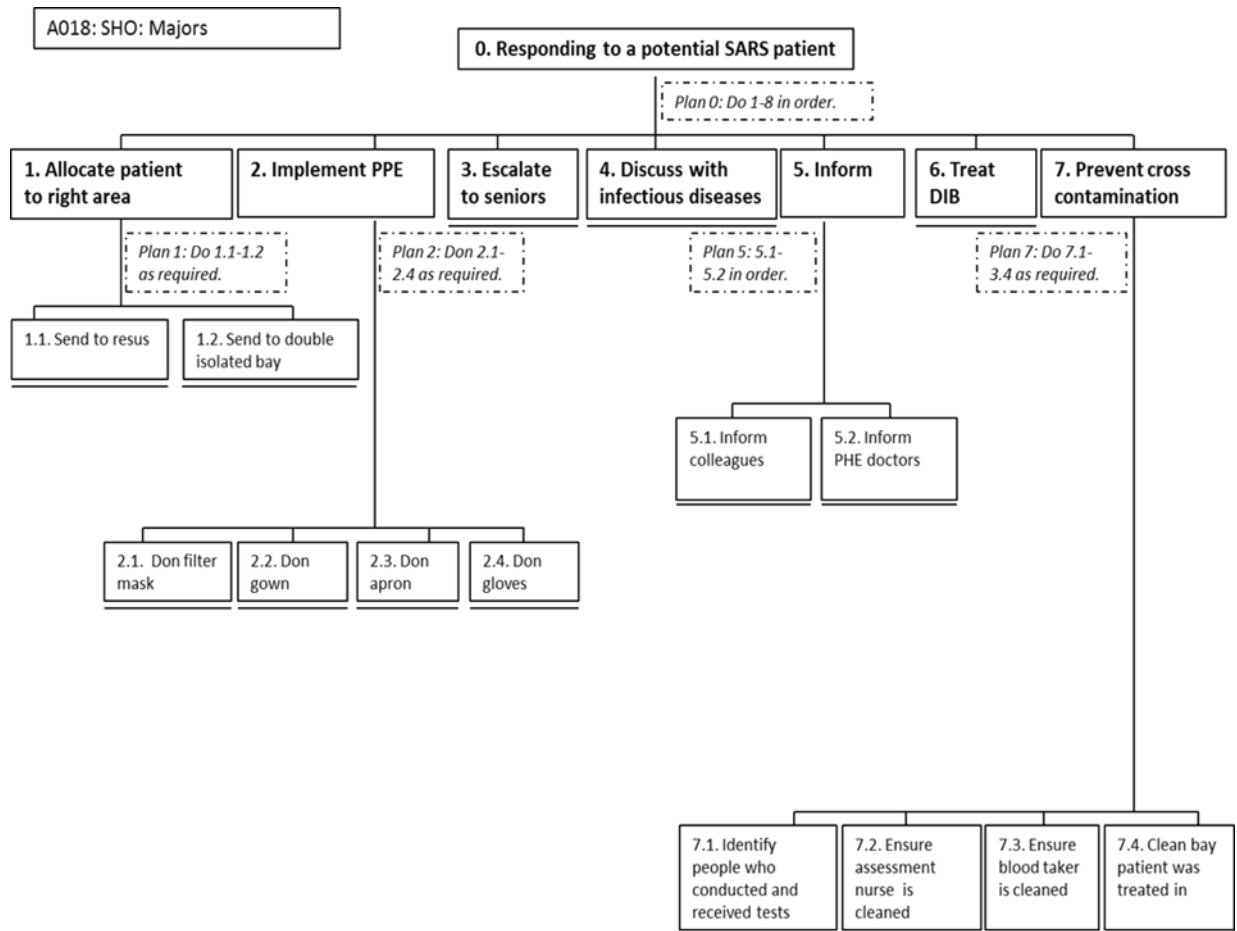 A018: SHO: Majors
0. Responding to a potential SARS patient
Plan 0: Do 1-8 in order.
1. Allocate patient
to right area
2. Implement PPE
3. Escalate
to seniors
4. Discuss with
infectious diseases
5. Inform
6. Treat
DIB
7. Prevent cross
contamination
Plan 1: Do 1.1-1.2
as required.
Plan 2: Don 2.1-
2.4 as required.
Plan 5: 5.1-
5.2 in order.
Plan 7: Do 7.1-
3.4 as required.
1.1. Send to resus
1.2. Send to double
isolated bay
5.1. Inform
colleagues
5.2. Inform
PHE doctors
2.1. Don filter
mask
2.2. Don
gown
2.3. Don
apron
2.4. Don
gloves
7.1. Identify
people who
conducted and
received tests
7.2. Ensure
assessment
nurse is
cleaned
7.3. Ensure
blood taker
is cleaned
7.4. Clean bay
patient was
treated in